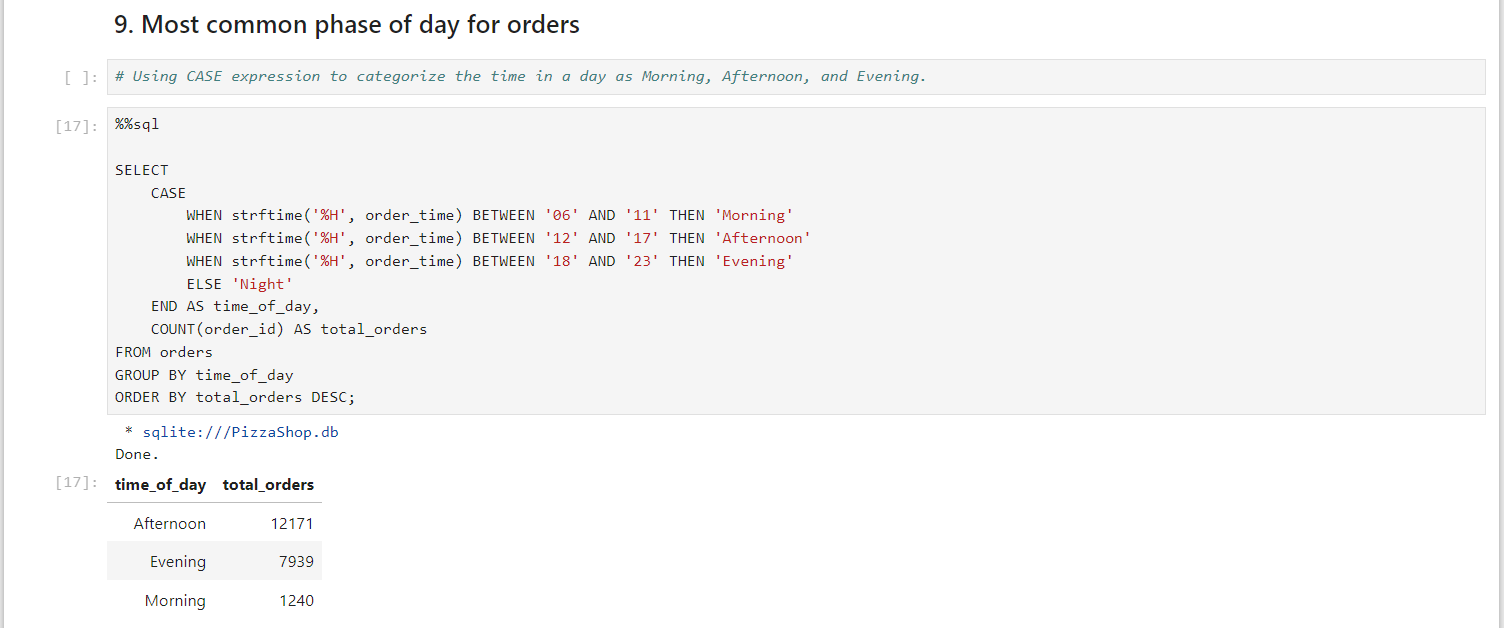 9. Most common phase of day for orders
[ ]: # Using CASE expression to categorize the time in a day as Morning, Afternoon, and Evening.
[17]: %%sql
SELECT
    CASE
        WHEN strftime('%H', order_time) BETWEEN '06' AND '11' THEN 'Morning'
        WHEN strftime('%H', order_time) BETWEEN '12' AND '17' THEN 'Afternoon'
        WHEN strftime('%H', order_time) BETWEEN '18' AND '23' THEN 'Evening'
        ELSE 'Night'
    END AS time_of_day,
    COUNT(order_id) AS total_orders
FROM orders
GROUP BY time_of_day
ORDER BY total_orders DESC;
* sqlite:///PizzaShop.db
Done.
[17]: time_of_day total_orders
Afternoon 12171
Evening 7939
Morning 1240